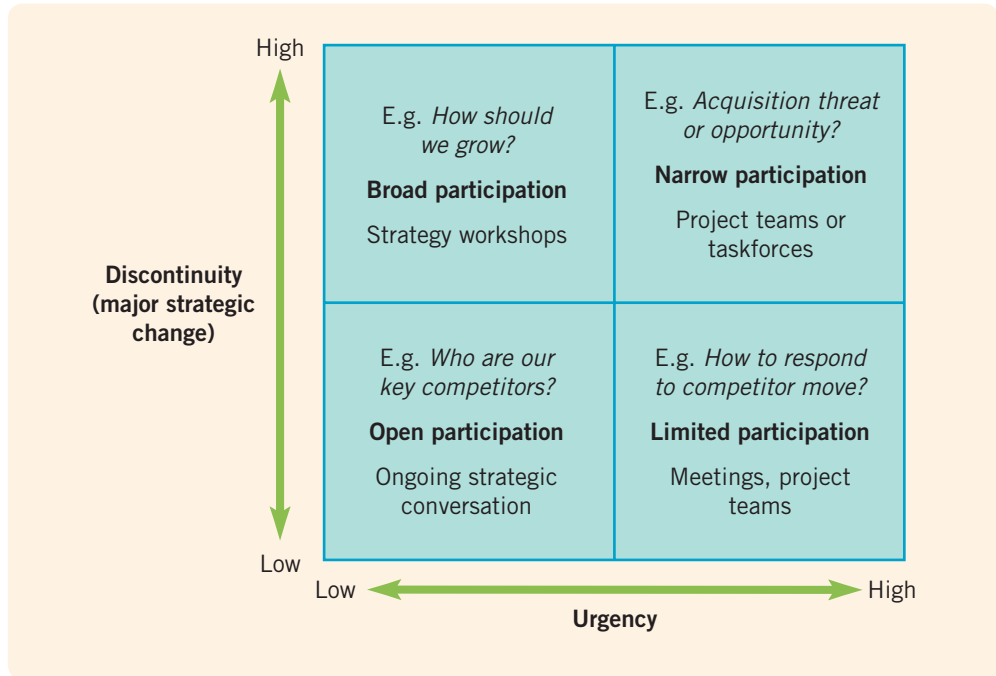 High
E.g. How should
we grow?
Broad participation
Strategy workshops
E.g. Acquisition threat
or opportunity?
Narrow participation
Project teams or
taskforces
Discontinuity
(major strategic
change)
E.g. Who are our
key competitors?
Open participation
Ongoing strategic
conversation
E.g. How to respond
to competitor move?
Limited participation
Meetings, project
teams
Low
Low
High
Urgency